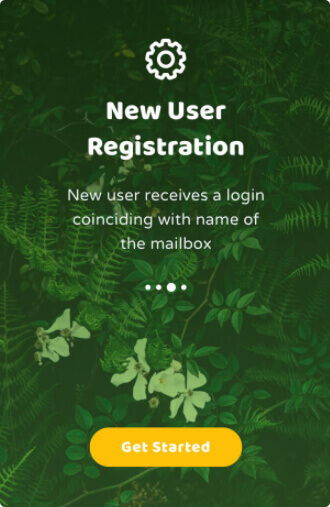 New User
Registration
New user receives a login
coinciding with name of
the mailbox
Get Started